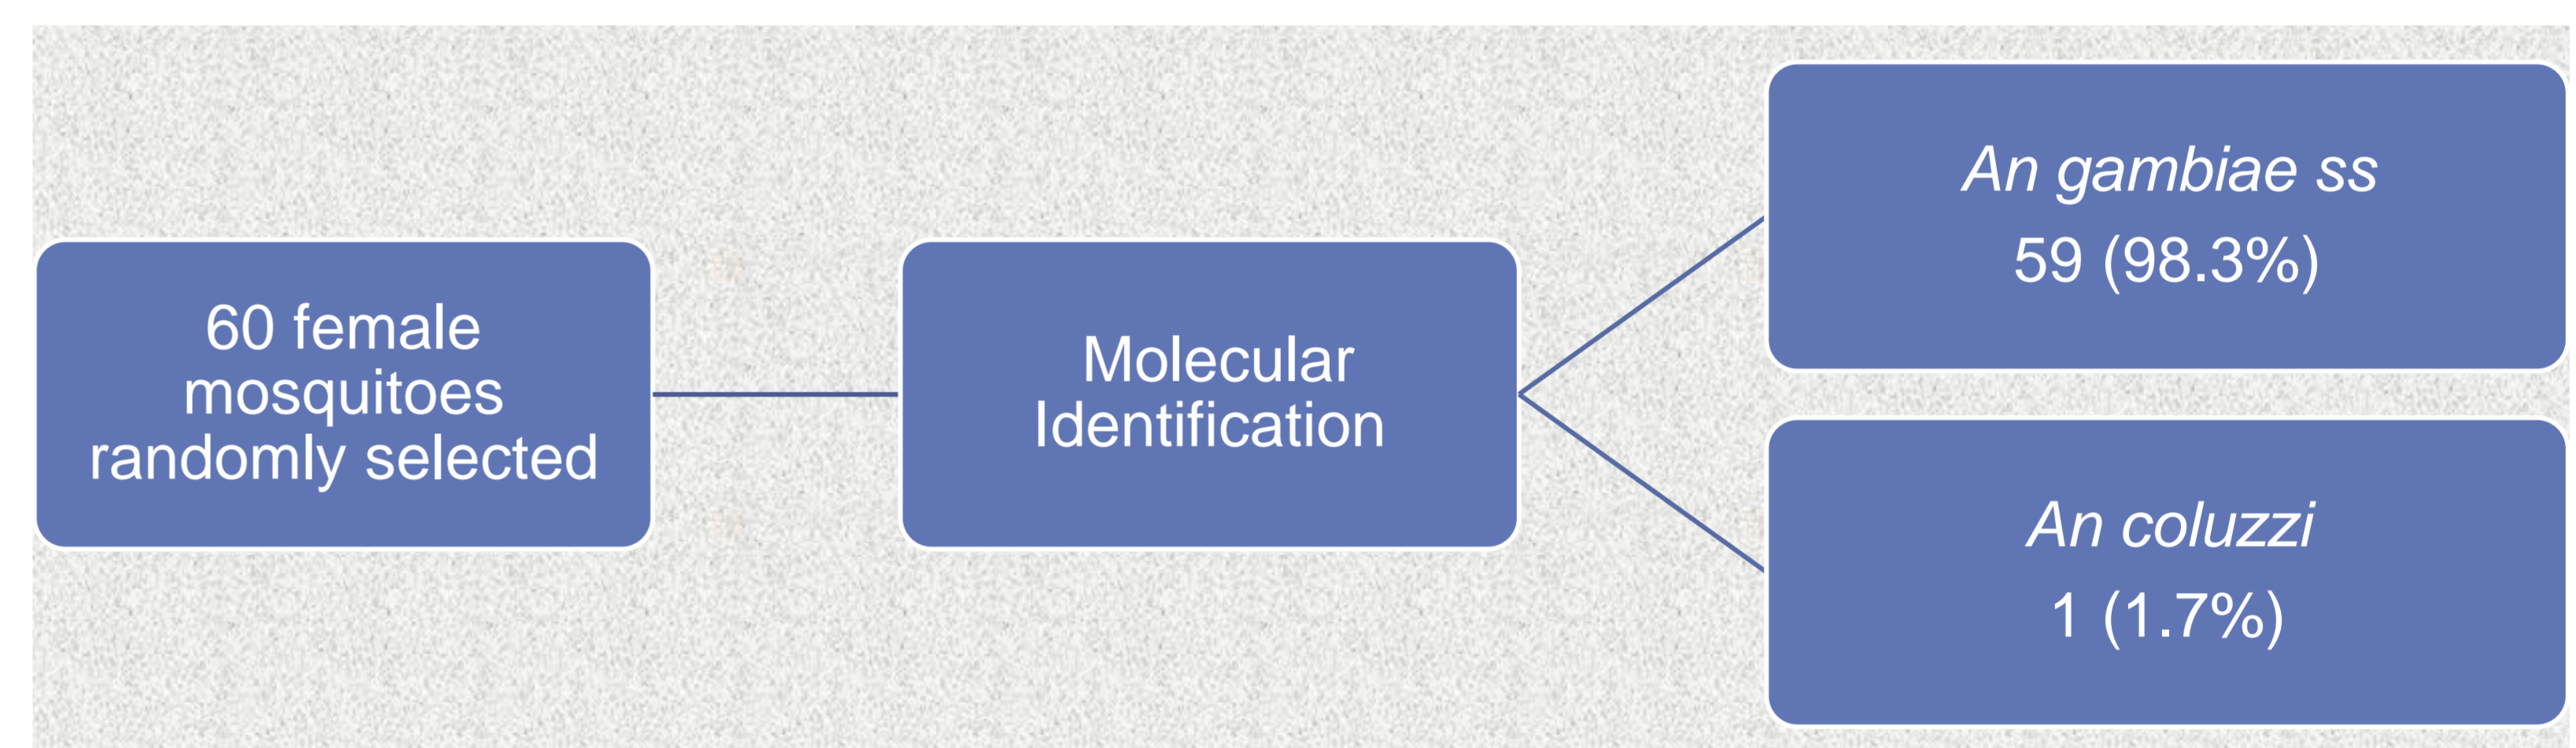 60 female
mosquitoes
randomly selected
Molecular
Identification
An gambiae ss
59 (98.3%)
An coluzzi
1 (1.7%)